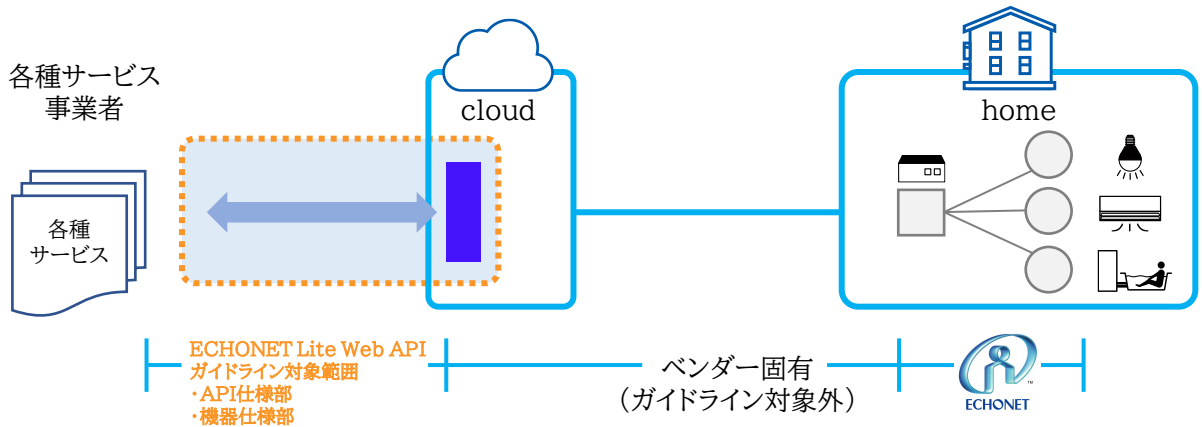 各種サービス
事業者
各種
サービス
cloud
home
ECHONET Lite Web API
ガイドライン対象範囲
・API仕様部
・機器仕様部
ベンダー固有
（ガイドライン対象外）
TM
ECHONET